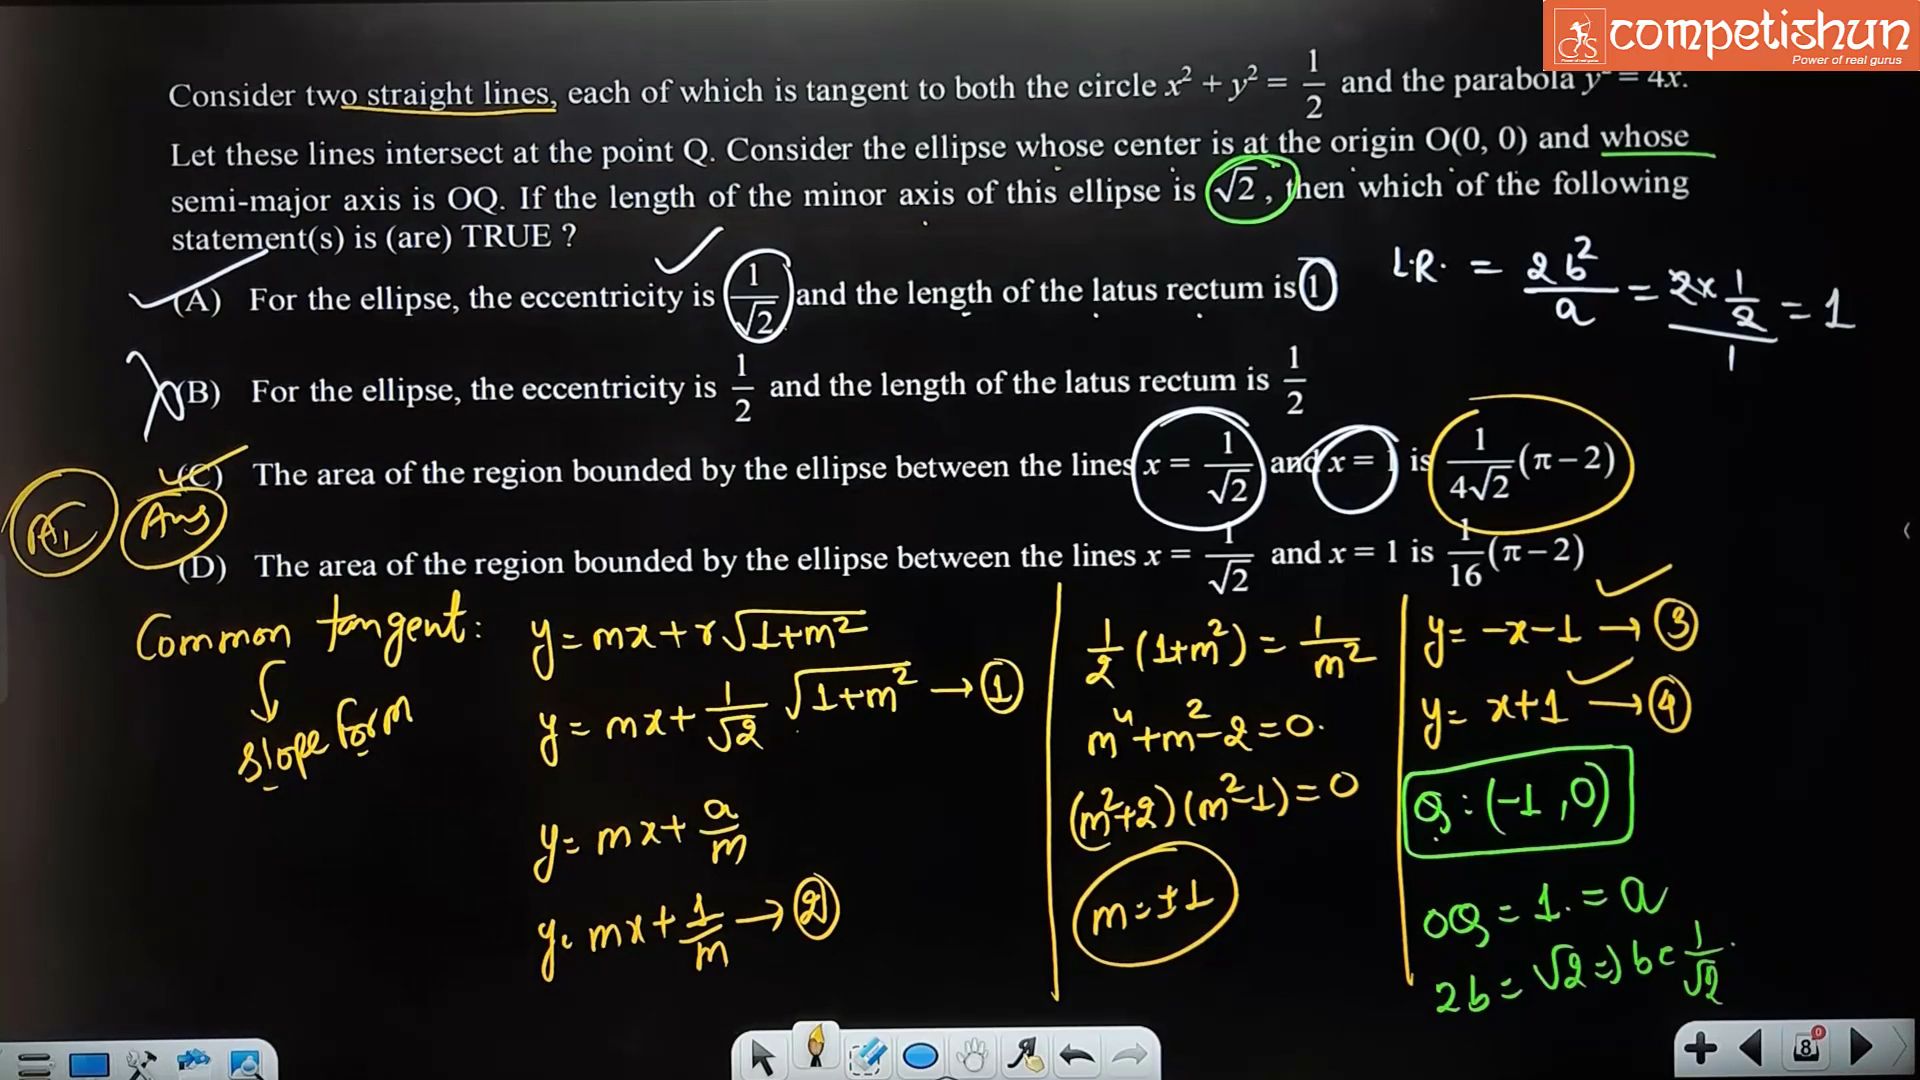 competishun
Power of real gurus
Consider two straight lines, each of which is tangent to both the circle x² + y² = 1/2 and the parabola y² = 4x.
Let these lines intersect at the point Q. Consider the ellipse whose center is at the origin O(0, 0) and whose
semi-major axis is OQ. If the length of the minor axis of this ellipse is √2, then which of the following
statement(s) is (are) TRUE ?
(A) For the ellipse, the eccentricity is 1/√2 and the length of the latus rectum is 1
L.R. = 2b²/a = (2 × 1/2)/1 = 1
(B) For the ellipse, the eccentricity is 1/2 and the length of the latus rectum is 1/2
(C) The area of the region bounded by the ellipse between the lines x = 1/√2 and x = 1 is 1/(4√2) (π − 2)
Ans
(D) The area of the region bounded by the ellipse between the lines x = 1/√2 and x = 1 is 1/16 (π − 2)
Common tangent:
slope form
y = mx + r√(1+m²)
y = mx + 1/√2 √(1+m²) → ①
y = mx + a/m
y = mx + 1/m → ②
1/2 (1+m²) = 1/m²
m⁴ + m² - 2 = 0.
(m²+2)(m²-1) = 0
m = ±1
y = -x-1 → ③
y = x+1 → ④
Q : (-1, 0)
OQ = 1. = a
2b = √2 ⇒ b = 1/√2
8